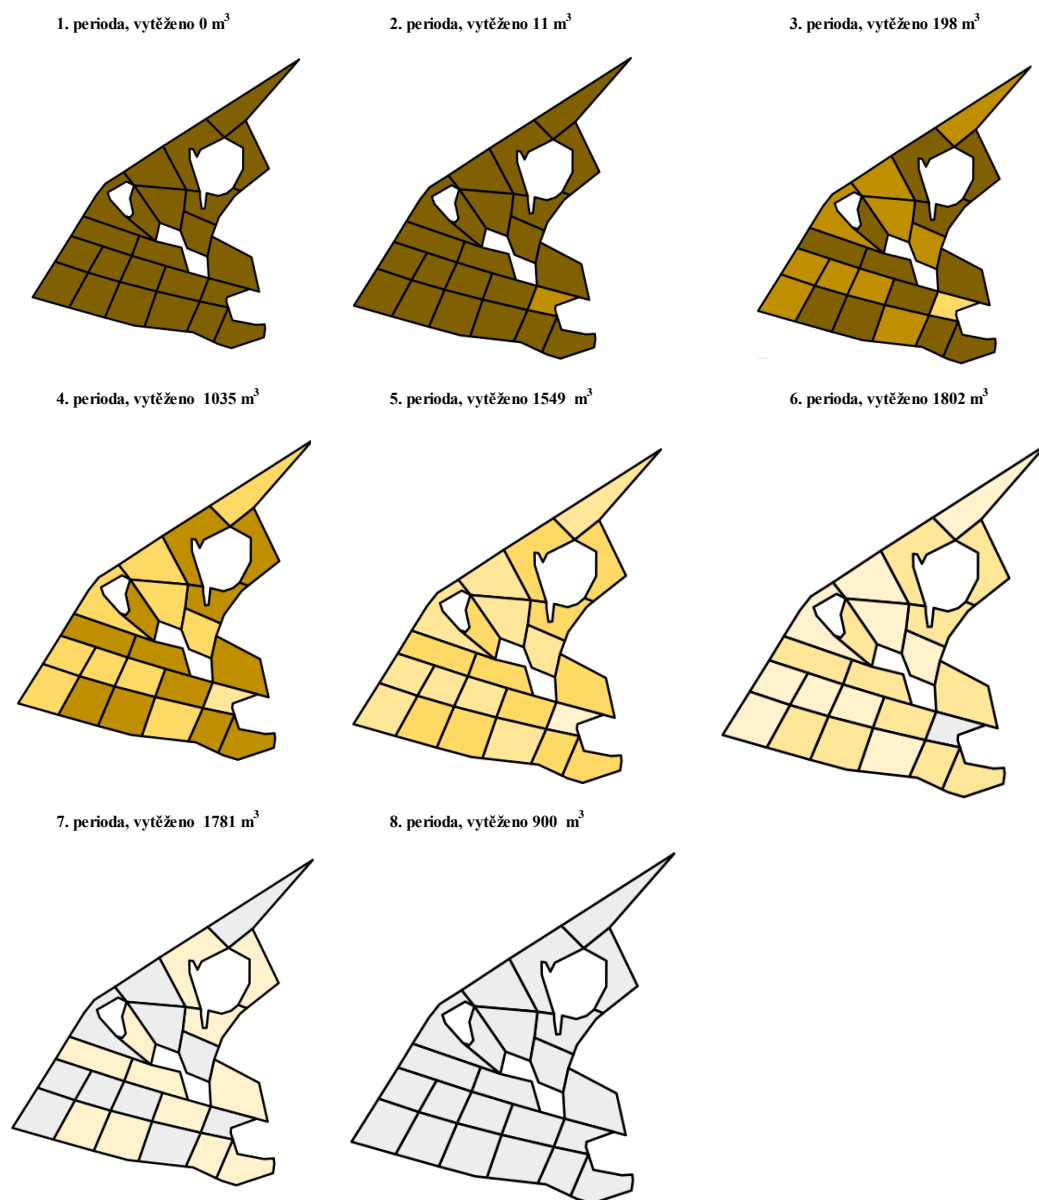 1. perioda, vytěženo 0 m³
2. perioda, vytěženo 11 m³
3. perioda, vytěženo 198 m³
4. perioda, vytěženo 1035 m³
5. perioda, vytěženo 1549 m³
6. perioda, vytěženo 1802 m³
7. perioda, vytěženo 1781 m³
8. perioda, vytěženo 900 m³